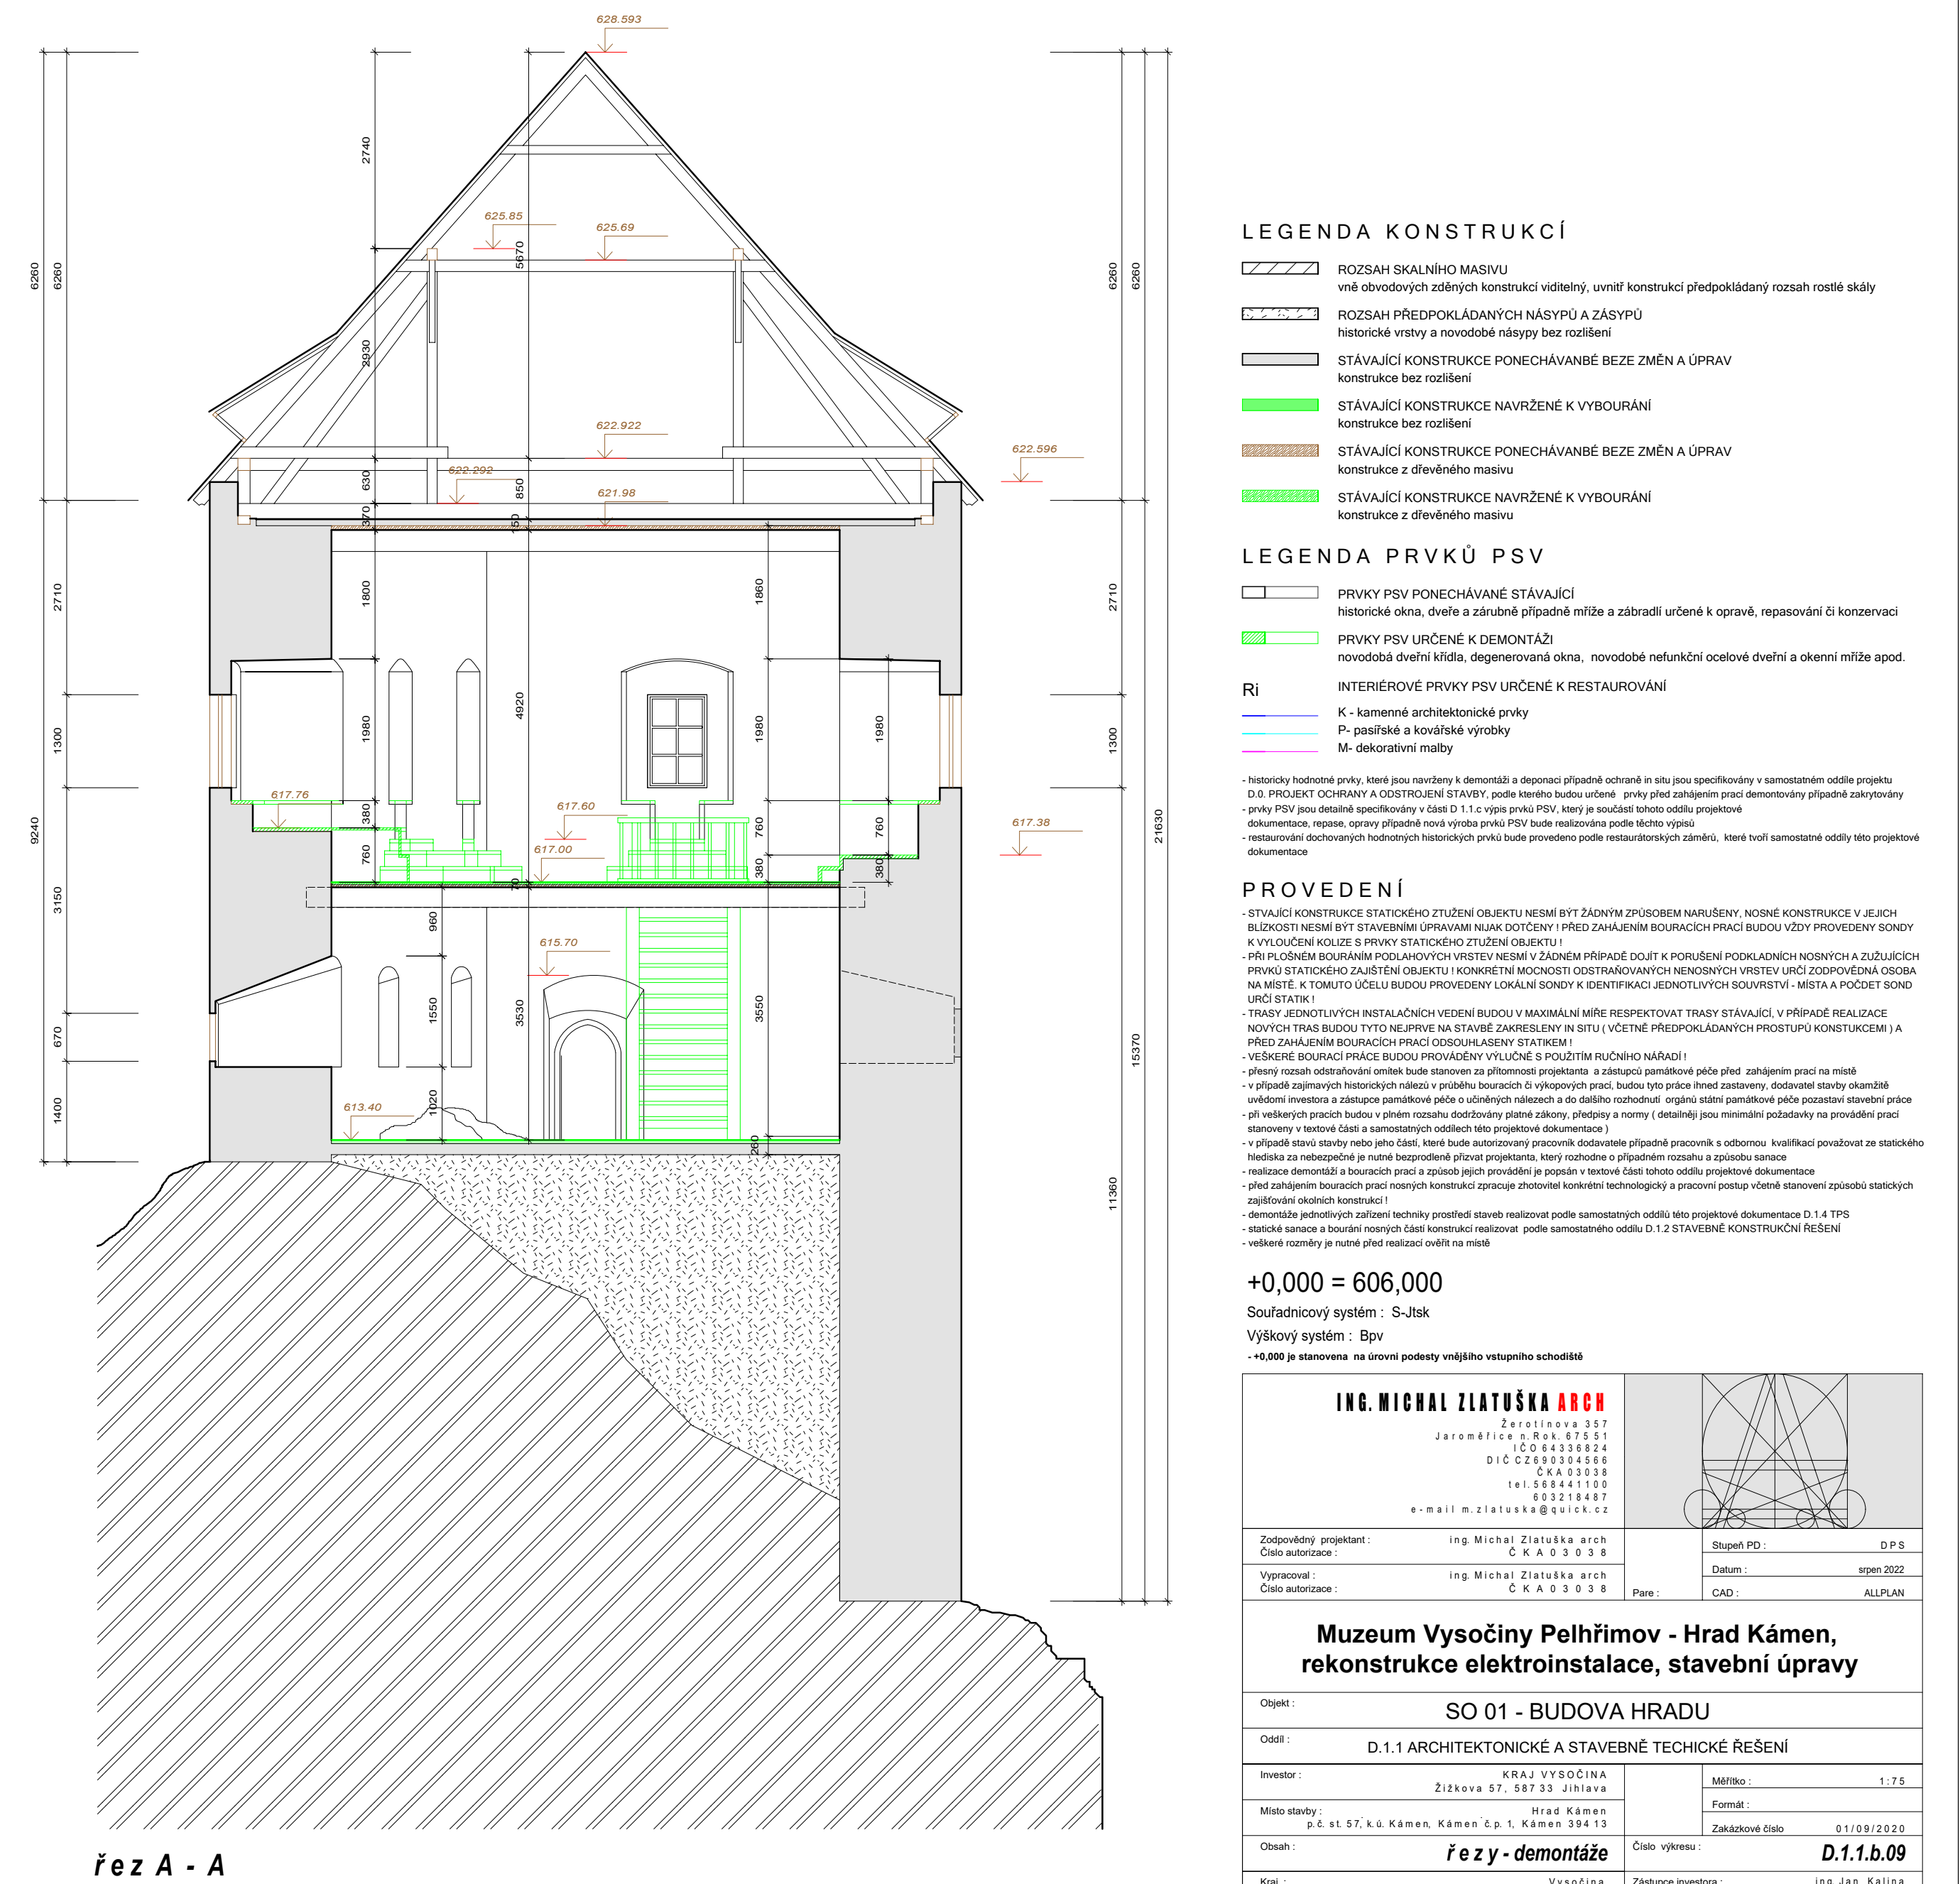 628.593
2740
625.85
625.69
5670
6260
6260
6260
6260
2930
622.922
622.596
622.292
630
850
621.98
370
150
2710
1800
1860
2710
4920
1300
1980
1980
1980
1300
617.76
617.60
617.38
380
760
760
21630
9240
617.00
760
380
380
70
3150
960
615.70
1550
3530
3550
670
15370
613.40
1020
1400
260
11360
řez A - A
LEGENDA KONSTRUKCÍ
ROZSAH SKALNÍHO MASIVU
vně obvodových zděných konstrukcí viditelný, uvnitř konstrukcí předpokládaný rozsah rostlé skály
ROZSAH PŘEDPOKLÁDANÝCH NÁSYPŮ A ZÁSYPŮ
historické vrstvy a novodobé násypy bez rozlišení
STÁVAJÍCÍ KONSTRUKCE PONECHÁVANBÉ BEZE ZMĚN A ÚPRAV
konstrukce bez rozlišení
STÁVAJÍCÍ KONSTRUKCE NAVRŽENÉ K VYBOURÁNÍ
konstrukce bez rozlišení
STÁVAJÍCÍ KONSTRUKCE PONECHÁVANBÉ BEZE ZMĚN A ÚPRAV
konstrukce z dřevěného masivu
STÁVAJÍCÍ KONSTRUKCE NAVRŽENÉ K VYBOURÁNÍ
konstrukce z dřevěného masivu
LEGENDA PRVKŮ PSV
PRVKY PSV PONECHÁVANÉ STÁVAJÍCÍ
historické okna, dveře a zárubně případně mříže a zábradlí určené k opravě, repasování či konzervaci
PRVKY PSV URČENÉ K DEMONTÁŽI
novodobá dveřní křídla, degenerovaná okna, novodobé nefunkční ocelové dveřní a okenní mříže apod.
Ri INTERIÉROVÉ PRVKY PSV URČENÉ K RESTAUROVÁNÍ
K - kamenné architektonické prvky
P- pasířské a kovářské výrobky
M- dekorativní malby
- historicky hodnotné prvky, které jsou navrženy k demontáži a deponaci případně ochraně in situ jsou specifikovány v samostatném oddíle projektu
D.0. PROJEKT OCHRANY A ODSTROJENÍ STAVBY, podle kterého budou určené prvky před zahájením prací demontovány případně zakrytovány
- prvky PSV jsou detailně specifikovány v části D 1.1.c výpis prvků PSV, který je součástí tohoto oddílu projektové
dokumentace, repase, opravy případně nová výroba prvků PSV bude realizována podle těchto výpisů
- restaurování dochovaných hodnotných historických prvků bude provedeno podle restaurátorských záměrů, které tvoří samostatné oddíly této projektové
dokumentace
PROVEDENÍ
- STVAJÍCÍ KONSTRUKCE STATICKÉHO ZTUŽENÍ OBJEKTU NESMÍ BÝT ŽÁDNÝM ZPŮSOBEM NARUŠENY, NOSNÉ KONSTRUKCE V JEJICH
BLÍZKOSTI NESMÍ BÝT STAVEBNÍMI ÚPRAVAMI NIJAK DOTČENY ! PŘED ZAHÁJENÍM BOURACÍCH PRACÍ BUDOU VŽDY PROVEDENY SONDY
K VYLOUČENÍ KOLIZE S PRVKY STATICKÉHO ZTUŽENÍ OBJEKTU !
- PŘI PLOŠNÉM BOURÁNÍM PODLAHOVÝCH VRSTEV NESMÍ V ŽÁDNÉM PŘÍPADĚ DOJÍT K PORUŠENÍ PODKLADNÍCH NOSNÝCH A ZUŽUJÍCÍCH
PRVKŮ STATICKÉHO ZAJIŠTĚNÍ OBJEKTU ! KONKRÉTNÍ MOCNOSTI ODSTRAŇOVANÝCH NENOSNÝCH VRSTEV URČÍ ZODPOVĚDNÁ OSOBA
NA MÍSTĚ. K TOMUTO ÚČELU BUDOU PROVEDENY LOKÁLNÍ SONDY K IDENTIFIKACI JEDNOTLIVÝCH SOUVRSTVÍ - MÍSTA A POČDET SOND
URČÍ STATIK !
- TRASY JEDNOTLIVÝCH INSTALAČNÍCH VEDENÍ BUDOU V MAXIMÁLNÍ MÍŘE RESPEKTOVAT TRASY STÁVAJÍCÍ, V PŘÍPADĚ REALIZACE
NOVÝCH TRAS BUDOU TYTO NEJPRVE NA STAVBĚ ZAKRESLENY IN SITU ( VČETNĚ PŘEDPOKLÁDANÝCH PROSTUPŮ KONSTUKCEMI ) A
PŘED ZAHÁJENÍM BOURACÍCH PRACÍ ODSOUHLASENY STATIKEM !
- VEŠKERÉ BOURACÍ PRÁCE BUDOU PROVÁDĚNY VÝLUČNĚ S POUŽITÍM RUČNÍHO NÁŘADÍ !
- přesný rozsah odstraňování omítek bude stanoven za přítomnosti projektanta a zástupců památkové péče před zahájením prací na místě
- v případě zajímavých historických nálezů v průběhu bouracích či výkopových prací, budou tyto práce ihned zastaveny, dodavatel stavby okamžitě
uvědomí investora a zástupce památkové péče o učiněných nálezech a do dalšího rozhodnutí orgánů státní památkové péče pozastaví stavební práce
- při veškerých pracích budou v plném rozsahu dodržovány platné zákony, předpisy a normy ( detailněji jsou minimální požadavky na provádění prací
stanoveny v textové části a samostatných oddílech této projektové dokumentace )
- v případě stavů stavby nebo jeho částí, které bude autorizovaný pracovník dodavatele případně pracovník s odbornou kvalifikací považovat ze statického
hlediska za nebezpečné je nutné bezprodleně přizvat projektanta, který rozhodne o případném rozsahu a způsobu sanace
- realizace demontáží a bouracích prací a způsob jejich provádění je popsán v textové části tohoto oddílu projektové dokumentace
- před zahájením bouracích prací nosných konstrukcí zpracuje zhotovitel konkrétní technologický a pracovní postup včetně stanovení způsobů statických
zajišťování okolních konstrukcí !
- demontáže jednotlivých zařízení techniky prostředí staveb realizovat podle samostatných oddílů této projektové dokumentace D.1.4 TPS
- statické sanace a bourání nosných částí konstrukcí realizovat podle samostatného oddílu D.1.2 STAVEBNĚ KONSTRUKČNÍ ŘEŠENÍ
- veškeré rozměry je nutné před realizací ověřit na místě
+0,000 = 606,000
Souřadnicový systém : S-Jtsk
Výškový systém : Bpv
- +0,000 je stanovena na úrovni podesty vnějšího vstupního schodiště
ING. MICHAL ZLATUŠKA ARCH
Žerotínova 357
Jaroměřice n.Rok. 67551
IČO 64336824
DIČ CZ690304566
ČKA 03038
tel. 568441100
603218487
e-mail m.zlatuska@quick.cz
Zodpovědný projektant : ing. Michal Zlatuška arch
Číslo autorizace : ČKA03038
Vypracoval : ing. Michal Zlatuška arch
Číslo autorizace : ČKA03038
Pare :
Stupeň PD : DPS
Datum : srpen 2022
CAD : ALLPLAN
Muzeum Vysočiny Pelhřimov - Hrad Kámen,
rekonstrukce elektroinstalace, stavební úpravy
Objekt : SO 01 - BUDOVA HRADU
Oddíl : D.1.1 ARCHITEKTONICKÉ A STAVEBNĚ TECHICKÉ ŘEŠENÍ
Investor : KRAJ VYSOČINA
Žižkova 57, 587 33 Jihlava
Místo stavby : Hrad Kámen
p.č. st. 57, k.ú. Kámen, Kámen č.p. 1, Kámen 394 13
Měřítko : 1:75
Formát :
Zakázkové číslo 01/09/2020
Obsah : řezy - demontáže
Číslo výkresu : D.1.1.b.09
Kraj : Vysočina
Zástupce investora : ing. Jan Kalina